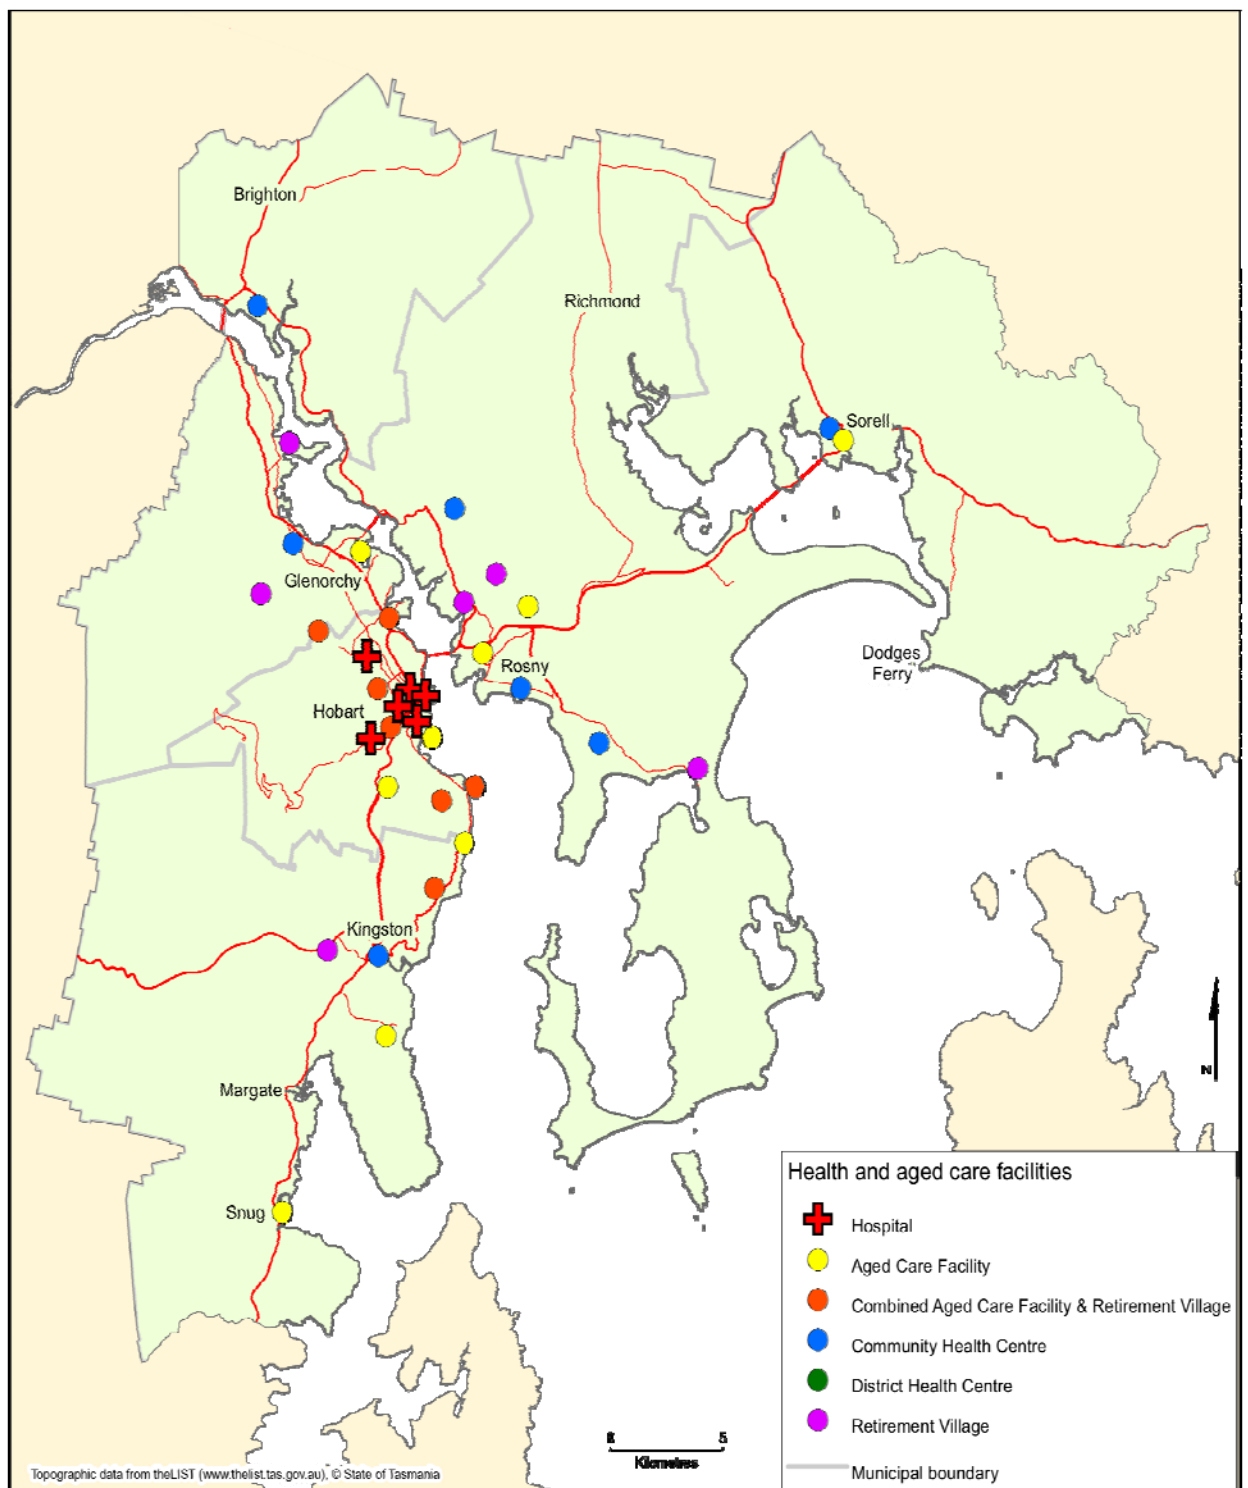 Brighton
Richmond
Sorell
Glenorchy
Dodges
Ferry
Rosny
Hobart
Kingston
Margate
N
Snug
Health and aged care facilities
Hospital
Aged Care Facility
Combined Aged Care Facility & Retirement Village
Community Health Centre
District Health Centre
Retirement Village
Municipal boundary
5
Kilometres
Topographic data from theLIST (www.thelist.tas.gov.au), © State of Tasmania